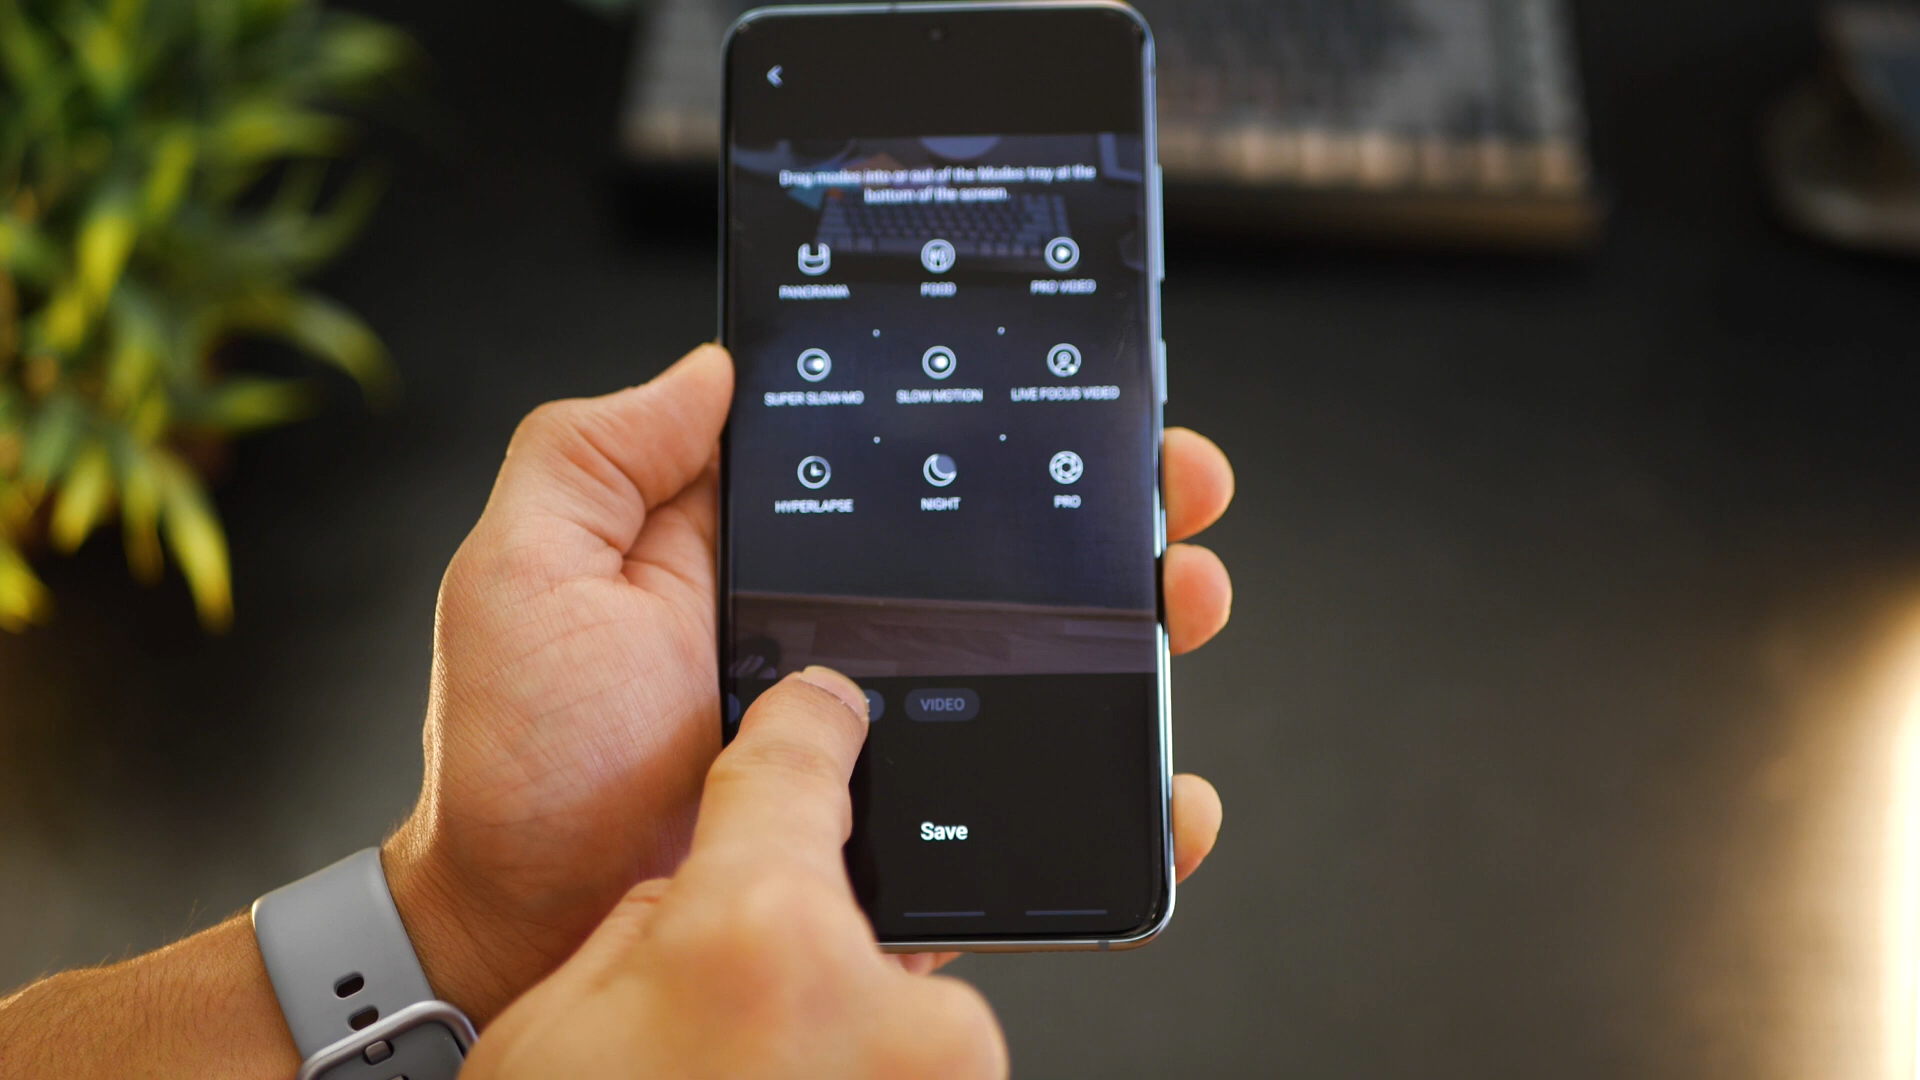 Drag modes into or out of the Modes tray at the
bottom of the screen.
PANORAMA
FOOD
PRO VIDEO
SUPER SLOW-MO
SLOW MOTION
LIVE FOCUS VIDEO
HYPERLAPSE
NIGHT
PRO
VIDEO
Save